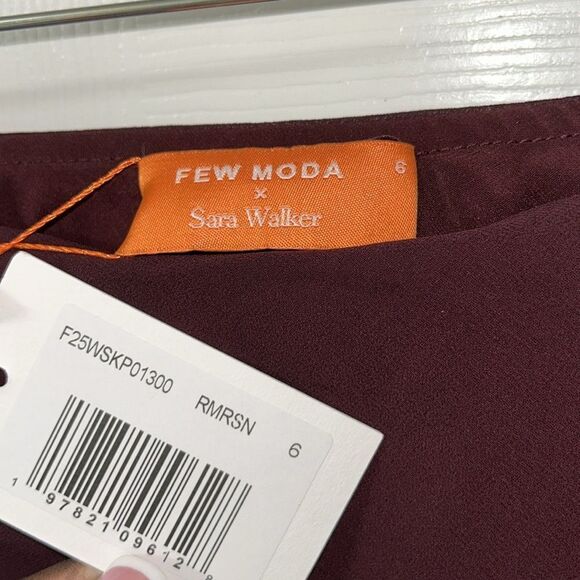 FEW MODA
×
Sara Walker
6
F25WSKP01300 RMRSN 6
1 97821 09612